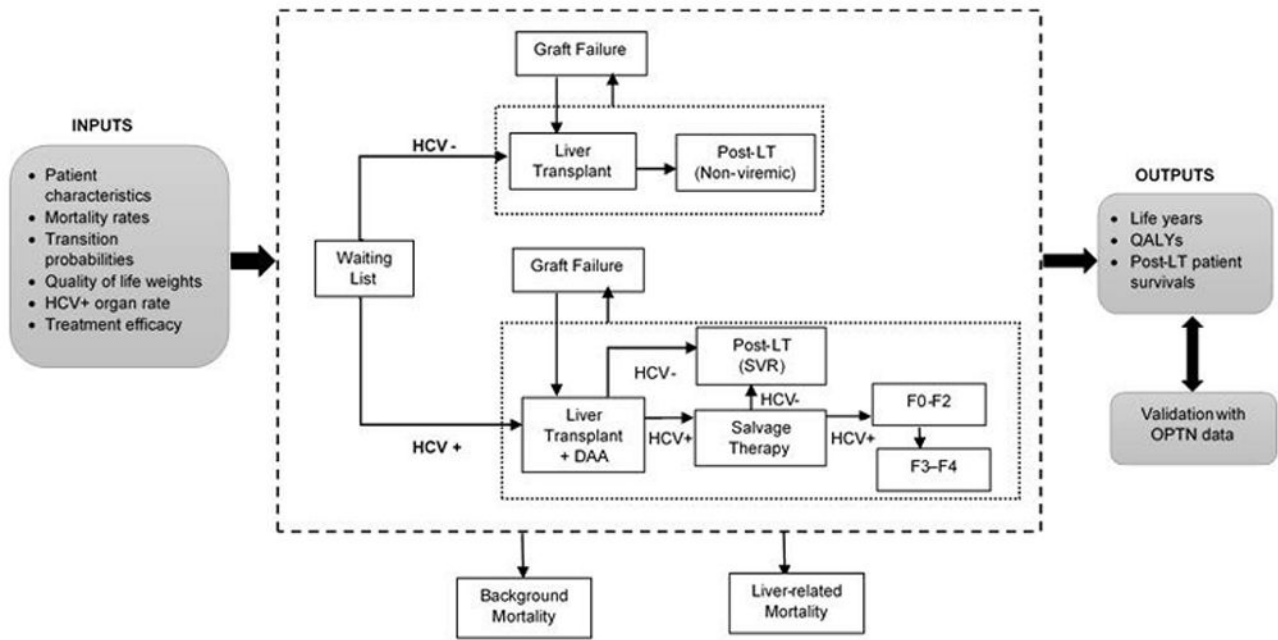 INPUTS
• Patient
characteristics
• Mortality rates
• Transition
probabilities
• Quality of life weights
• HCV+ organ rate
• Treatment efficacy
Graft Failure
HCV -
Liver
Transplant
Post-LT
(Non-viremic)
Waiting
List
Graft Failure
HCV +
Liver
Transplant
+ DAA
HCV-
Post-LT
(SVR)
HCV+
HCV-
Salvage
Therapy
HCV+
F0-F2
F3–F4
Background
Mortality
Liver-related
Mortality
OUTPUTS
• Life years
• QALYs
• Post-LT patient
survivals
Validation with
OPTN data